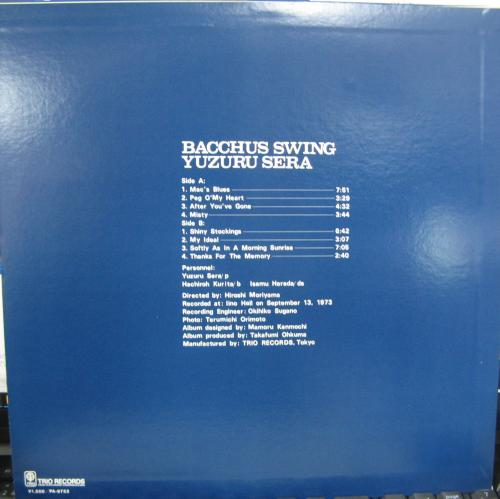 BACCHUS SWING
YUZURU SERA
Side A:
1. Mac's Blues 7:51
2. Peg O'My Heart 3:29
3. After You've Gone 4:32
4. Misty 3:44
Side B:
1. Shiny Stockings 6:42
2. My Ideal 3:07
3. Softly As In A Morning Sunrise 7:05
4. Thanks For The Memory 2:40
Personnel:
Yuzuru Sera/p
Hachiroh Kurita/b Isamu Harada/ds
Directed by: Hiroshi Moriyama
Recorded at: Iino Hall on September 13, 1973
Recording Engineer: Okihiko Sugano
Photo: Terumichi Orimoto
Album designed by: Mamoru Kanmochi
Album produced by: Takafumi Ohkuma
Manufactured by: TRIO RECORDS, Tokyo
TRIO RECORDS